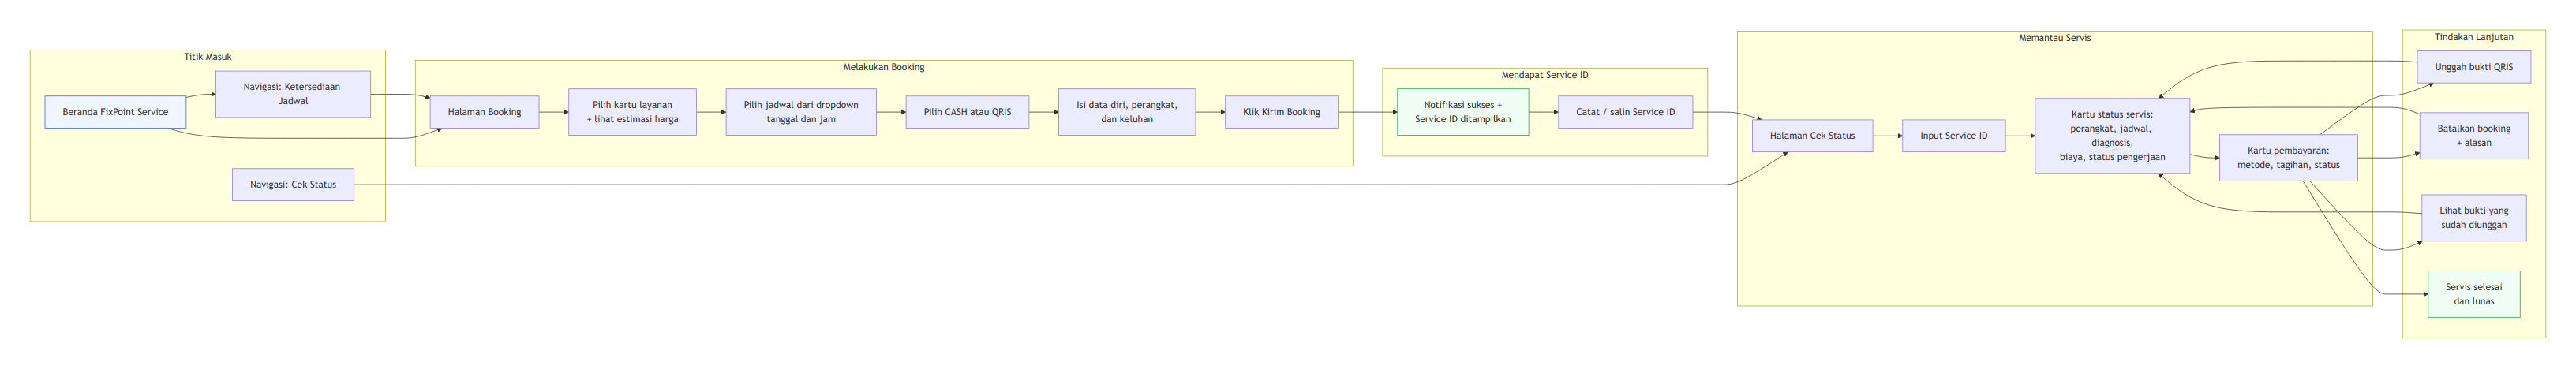 Titik Masuk
Beranda FixPoint Service
Navigasi: Ketersediaan
Jadwal
Navigasi: Cek Status
Melakukan Booking
Halaman Booking
Pilih kartu layanan
+ lihat estimasi harga
Pilih jadwal dari dropdown
tanggal dan jam
Pilih CASH atau QRIS
Isi data diri, perangkat,
dan keluhan
Klik Kirim Booking
Mendapat Service ID
Notifikasi sukses +
Service ID ditampilkan
Catat / salin Service ID
Memantau Servis
Halaman Cek Status
Input Service ID
Kartu status servis:
perangkat, jadwal,
diagnosis,
biaya, status pengerjaan
Kartu pembayaran:
metode, tagihan, status
Tindakan Lanjutan
Unggah bukti QRIS
Batalkan booking
+ alasan
Lihat bukti yang
sudah diunggah
Servis selesai
dan lunas